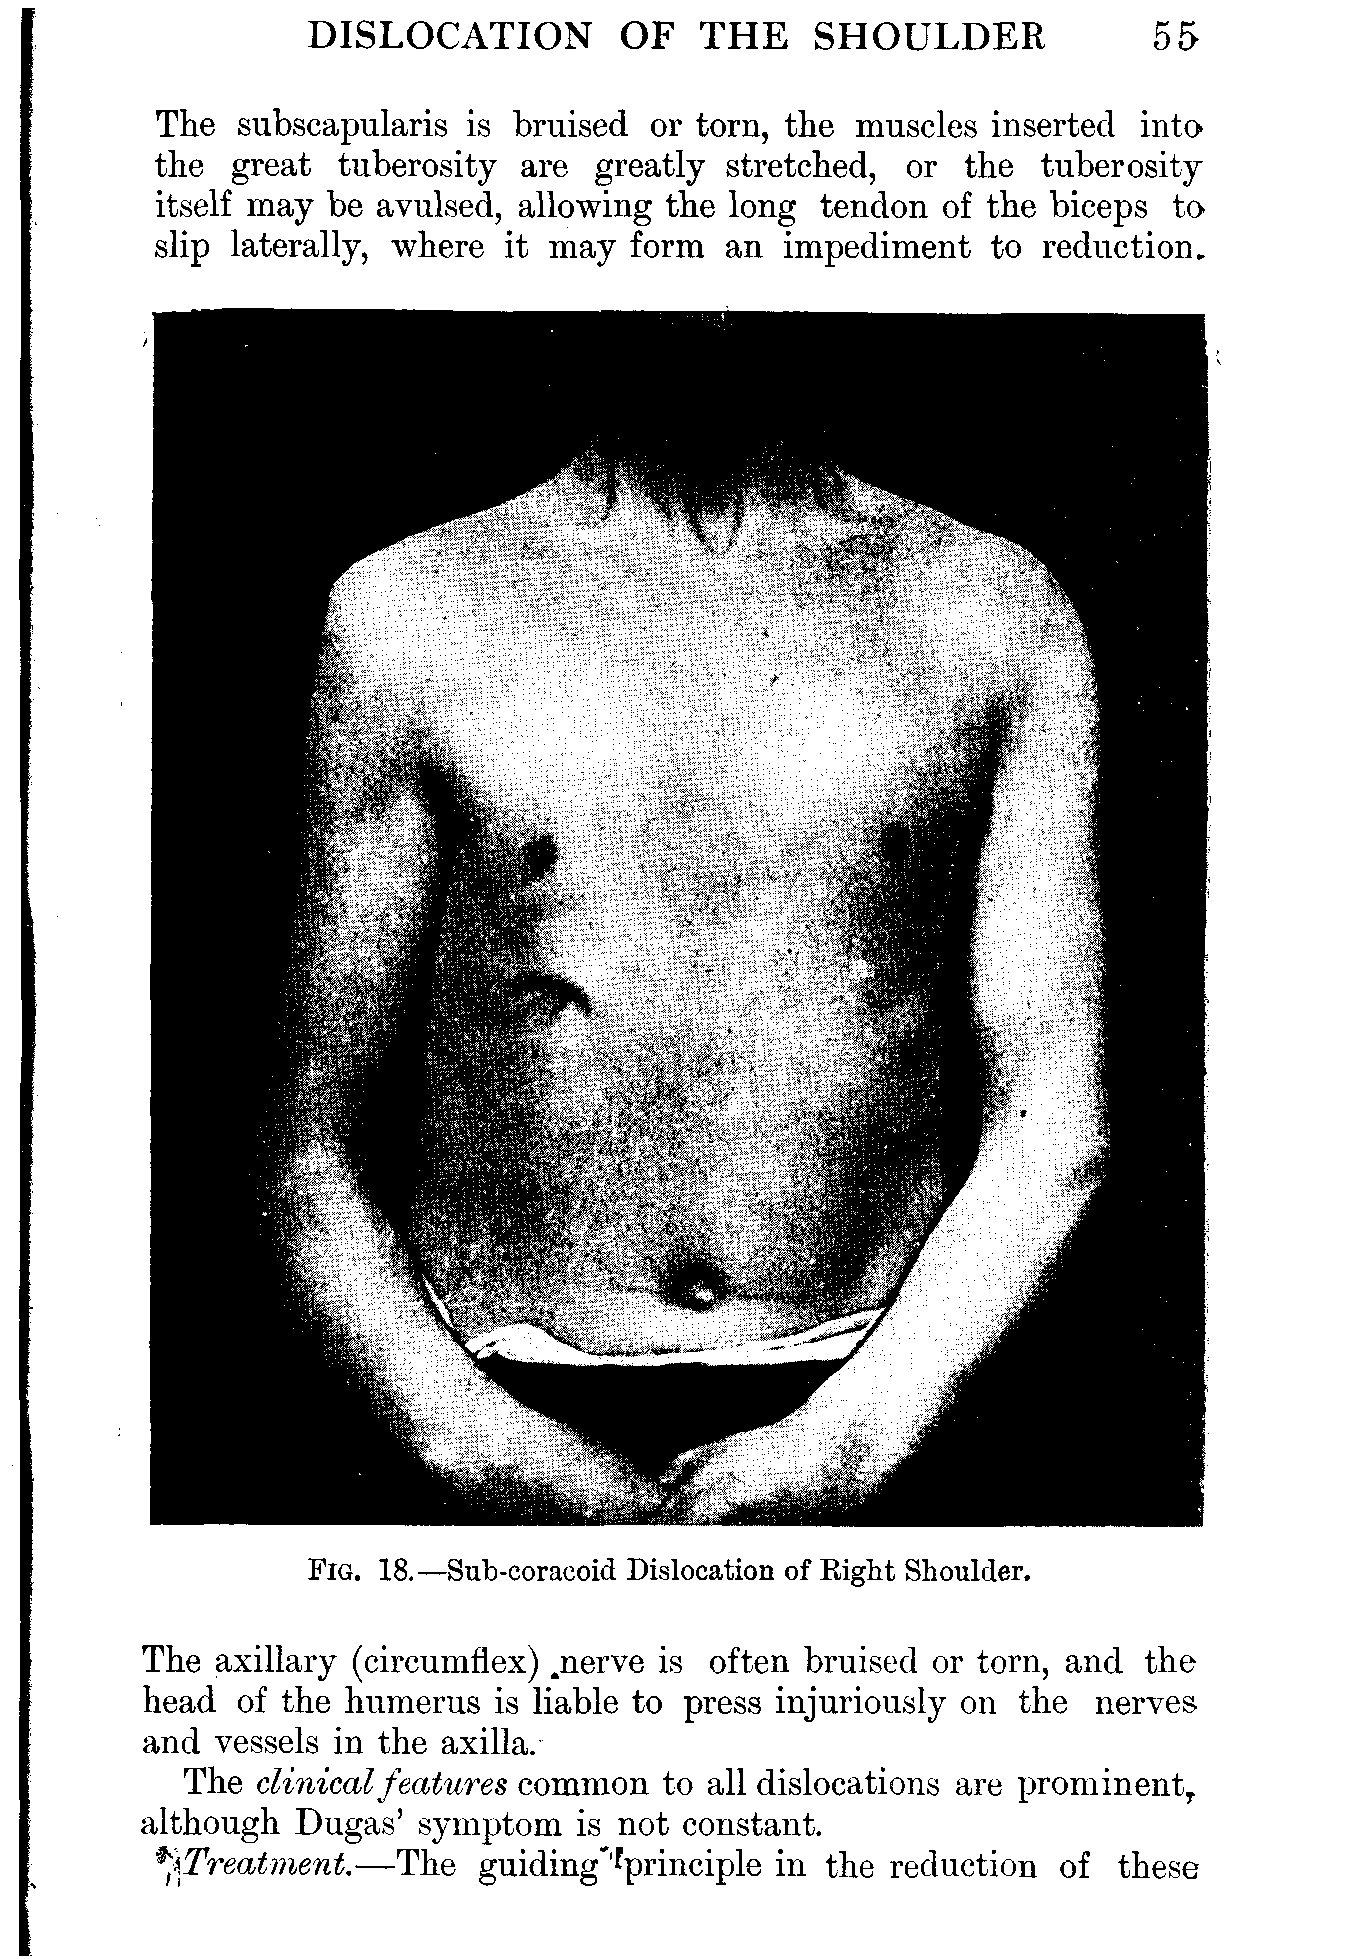 DISLOCATION OF THE SHOULDER 55
The subscapularis is bruised or torn, the muscles inserted into
the great tuberosity are greatly stretched, or the tuberosity
itself may be avulsed, allowing the long tendon of the biceps to
slip laterally, where it may form an impediment to reduction.
FIG. 18.—Sub-coracoid Dislocation of Right Shoulder.
The axillary (circumflex) nerve is often bruised or torn, and the
head of the humerus is liable to press injuriously on the nerves
and vessels in the axilla.
The clinical features common to all dislocations are prominent,
although Dugas' symptom is not constant.
Treatment.—The guiding principle in the reduction of these